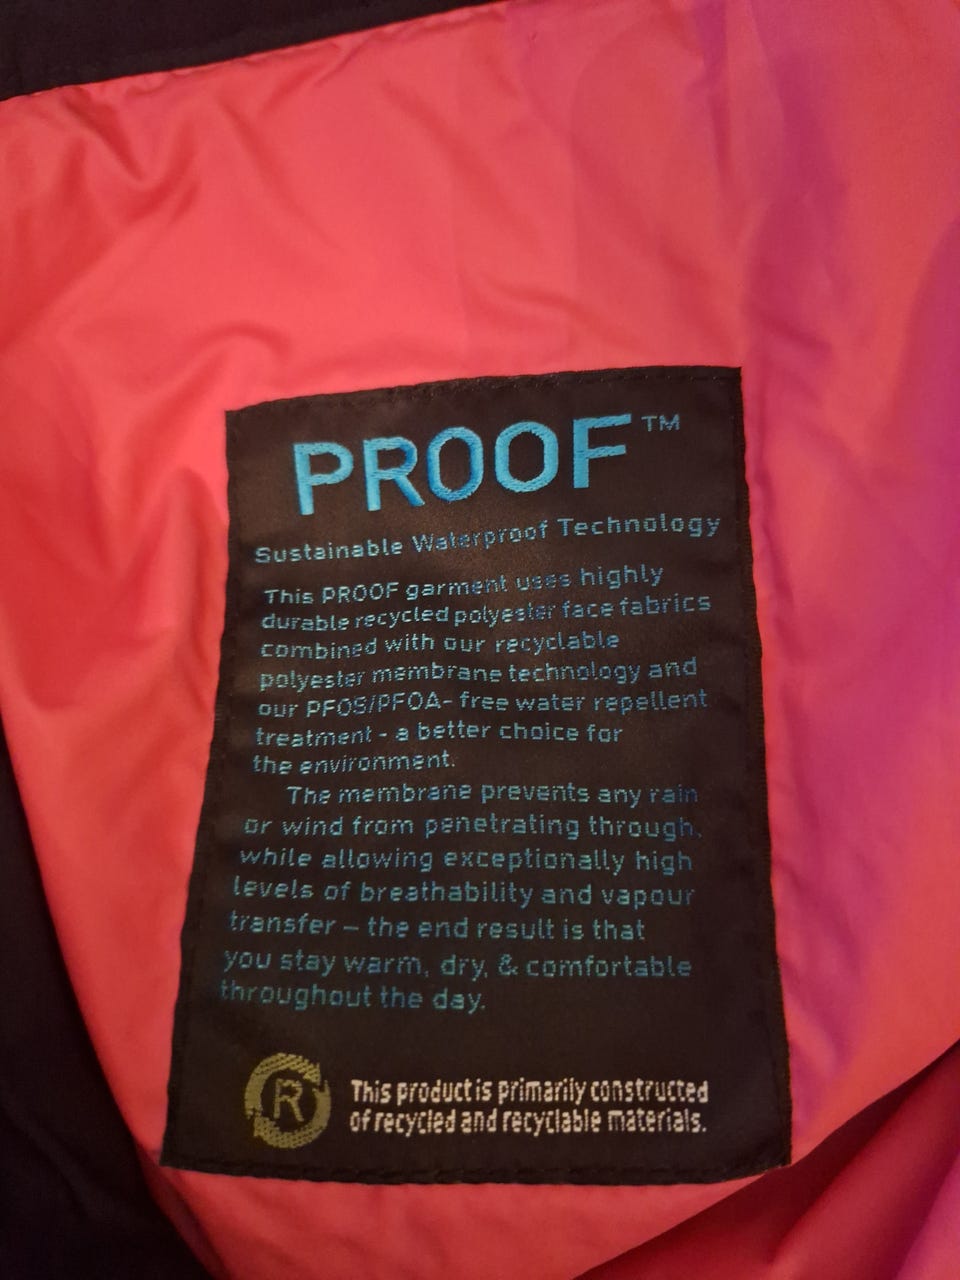 PROOF™
Sustainable Waterproof Technology
This PROOF garment uses highly
durable recycled polyester face fabrics
combined with our recyclable
polyester membrane technology and
our PFOS/PFOA- free water repellent
treatment - a better choice for
the environment.
The membrane prevents any rain
or wind from penetrating through,
while allowing exceptionally high
levels of breathability and vapour
transfer – the end result is that
you stay warm, dry, & comfortable
throughout the day.
R
This product is primarily constructed
of recycled and recyclable materials.